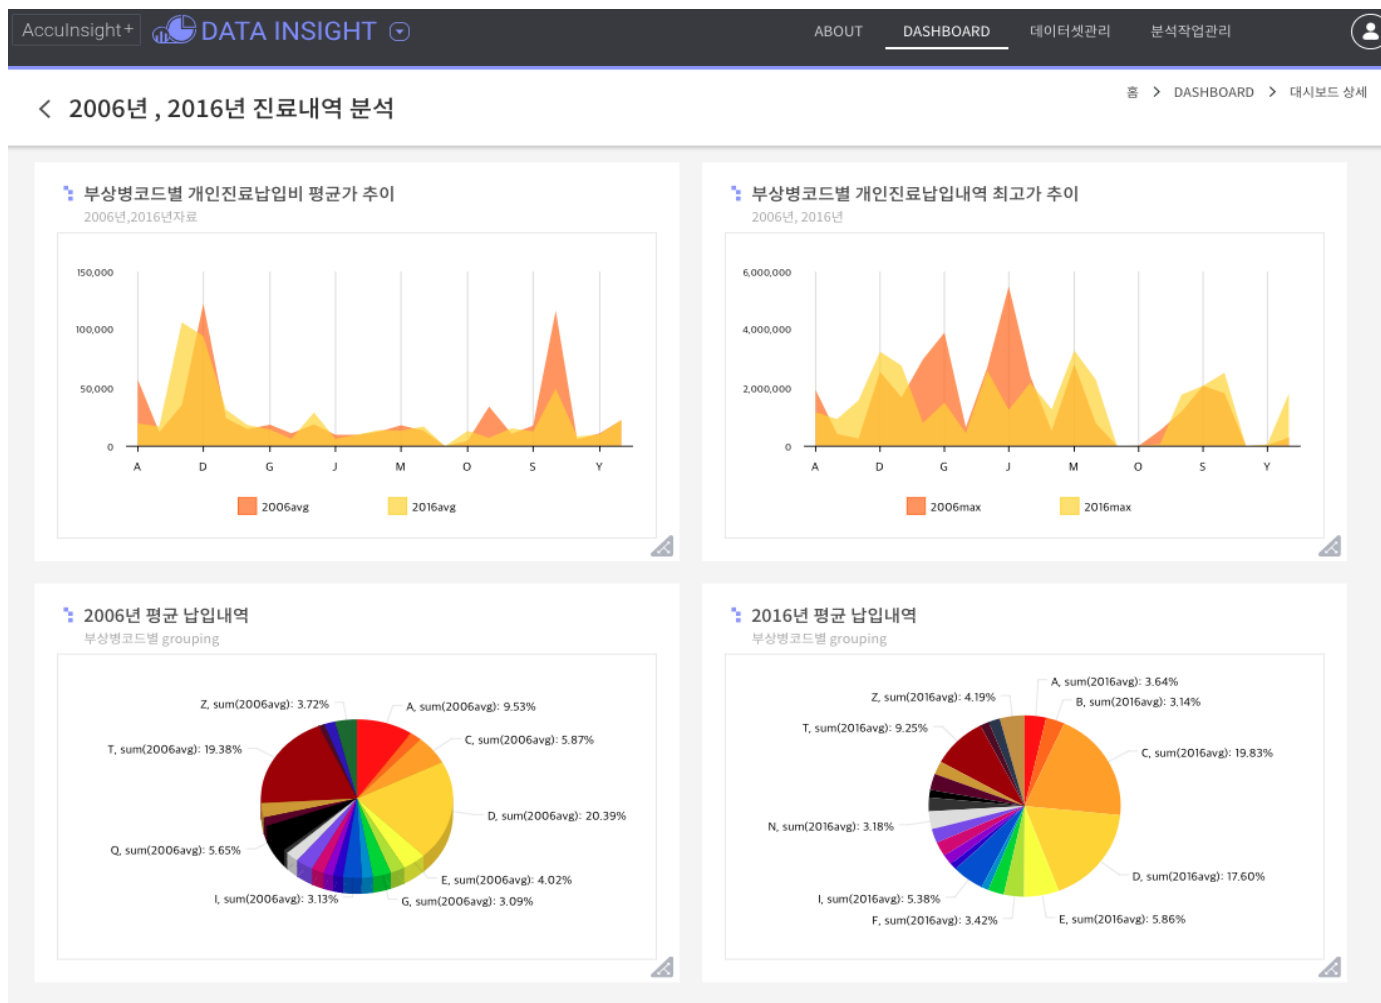 AccuInsight+ DATA INSIGHT ABOUT DASHBOARD 데이터셋관리 분석작업관리
2006년 , 2016년 진료내역 분석
홈 > DASHBOARD > 대시보드 상세
부상병코드별 개인진료납입비 평균가 추이
2006년,2016년자료
150,000
100,000
50,000
0
A D G J M O S Y
2006avg 2016avg
부상병코드별 개인진료납입내역 최고가 추이
2006년, 2016년
6,000,000
4,000,000
2,000,000
0
A D G J M O S Y
2006max 2016max
2006년 평균 납입내역
부상병코드별 grouping
Z, sum(2006avg): 3.72%
A, sum(2006avg): 9.53%
C, sum(2006avg): 5.87%
T, sum(2006avg): 19.38%
D, sum(2006avg): 20.39%
Q, sum(2006avg): 5.65%
E, sum(2006avg): 4.02%
I, sum(2006avg): 3.13%
G, sum(2006avg): 3.09%
2016년 평균 납입내역
부상병코드별 grouping
A, sum(2016avg): 3.64%
Z, sum(2016avg): 4.19%
B, sum(2016avg): 3.14%
T, sum(2016avg): 9.25%
C, sum(2016avg): 19.83%
N, sum(2016avg): 3.18%
D, sum(2016avg): 17.60%
I, sum(2016avg): 5.38%
F, sum(2016avg): 3.42%
E, sum(2016avg): 5.86%